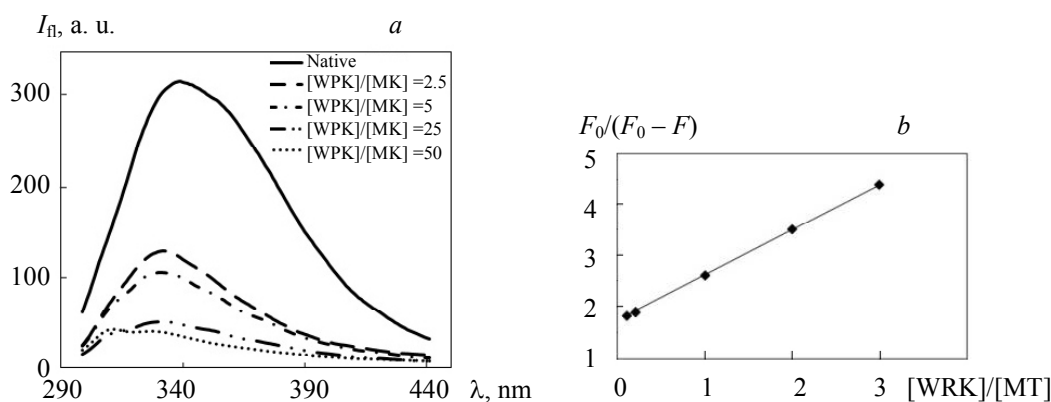 I_fl, a. u.
a
300
200
100
0
290
340
390
440
λ, nm
Native
[WPK]/[MK] =2.5
[WPK]/[MK] =5
[WPK]/[MK] =25
[WPK]/[MK] =50
F_0/(F_0 – F)
b
5
4
3
2
1
0
1
2
3
[WRK]/[MT]